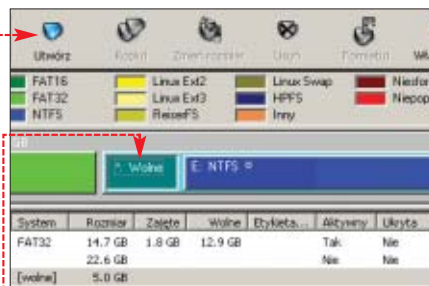 Utwórz Kopiuj Zmień rozmiar Usuń Formatuj
FAT16 Linux Ext2 Linux Swap
FAT32 Linux Ext3 HPFS
NTFS ReiserFS Inny
GB
*: Wolne E: NTFS
System Rozmiar Zajęte Wolne Etykieta... Aktywny Ukryta
FAT32 14.7 GB 1.8 GB 12.9 GB Tak Nie
22.6 GB Nie Nie
[wolne] 5.0 GB